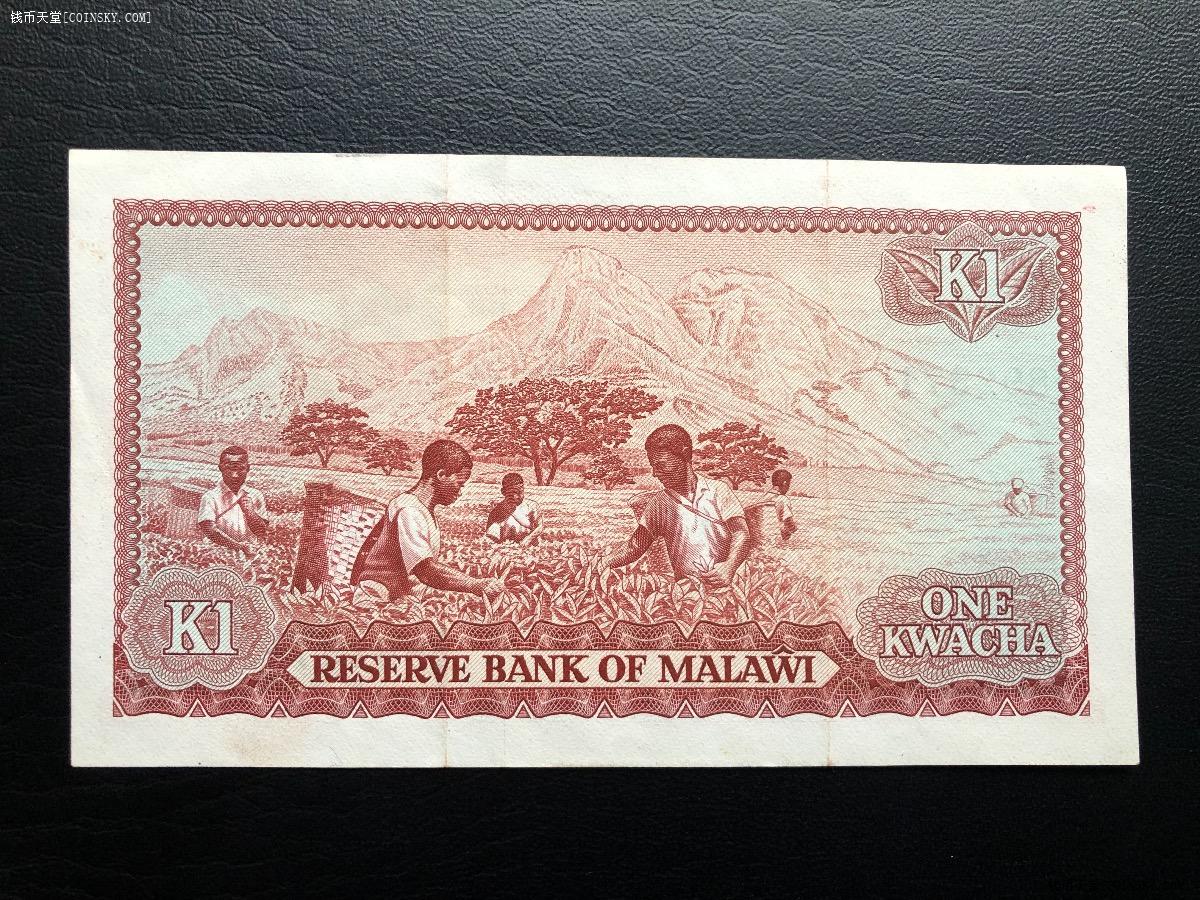 钱币天堂[COINSKY.COM]
K1
K1
ONE
KWACHA
RESERVE BANK OF MALAŴI